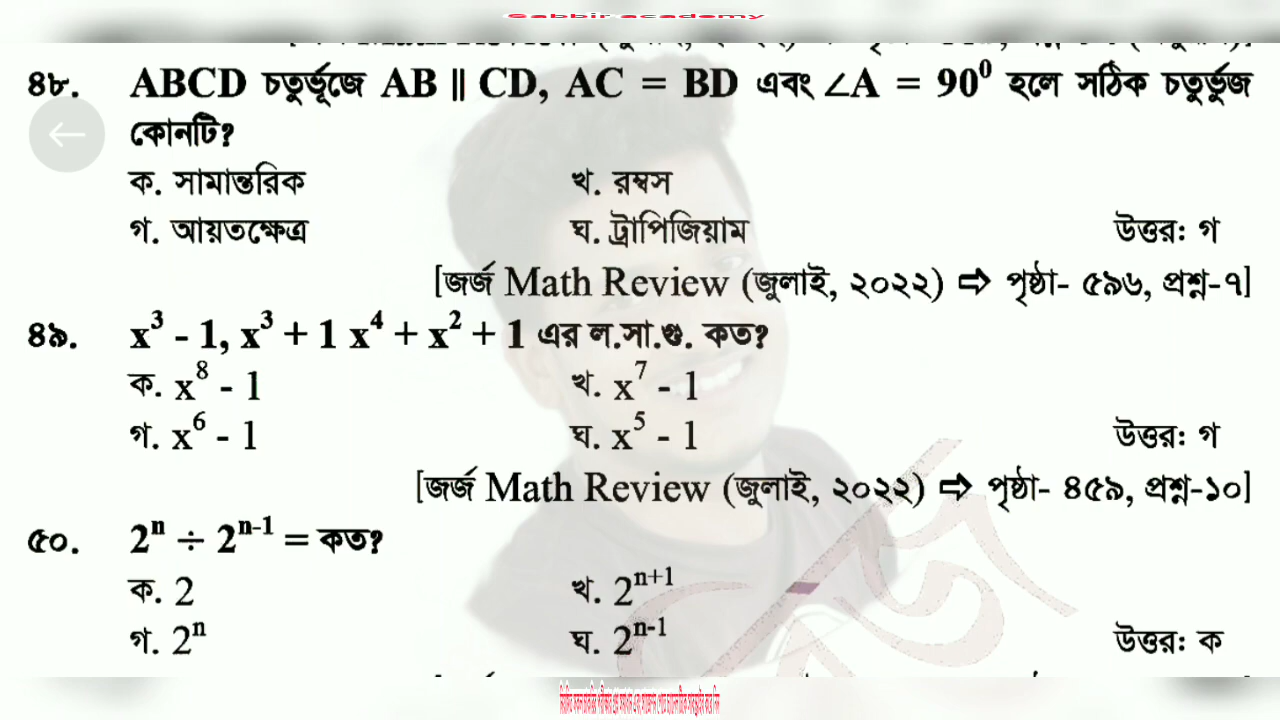 Sabbir academy
৪৮. ABCD চতুর্ভূজে AB || CD, AC = BD এবং ∠A = 90⁰ হলে সঠিক চতুর্ভুজ
কোনটি?
ক. সামান্তরিক খ. রম্বস
গ. আয়তক্ষেত্র ঘ. ট্রাপিজিয়াম উত্তর: গ
[জর্জ Math Review (জুলাই, ২০২২) ⇨ পৃষ্ঠা- ৫৯৬, প্রশ্ন-৭]
৪৯. x³ - 1, x³ + 1 x⁴ + x² + 1 এর ল.সা.গু. কত?
ক. x⁸ - 1 খ. x⁷ - 1
গ. x⁶ - 1 ঘ. x⁵ - 1 উত্তর: গ
[জর্জ Math Review (জুলাই, ২০২২) ⇨ পৃষ্ঠা- ৪৫৯, প্রশ্ন-১০]
৫০. 2ⁿ ÷ 2ⁿ⁻¹ = কত?
ক. 2 খ. 2ⁿ⁺¹
গ. 2ⁿ ঘ. 2ⁿ⁻¹ উত্তর: ক